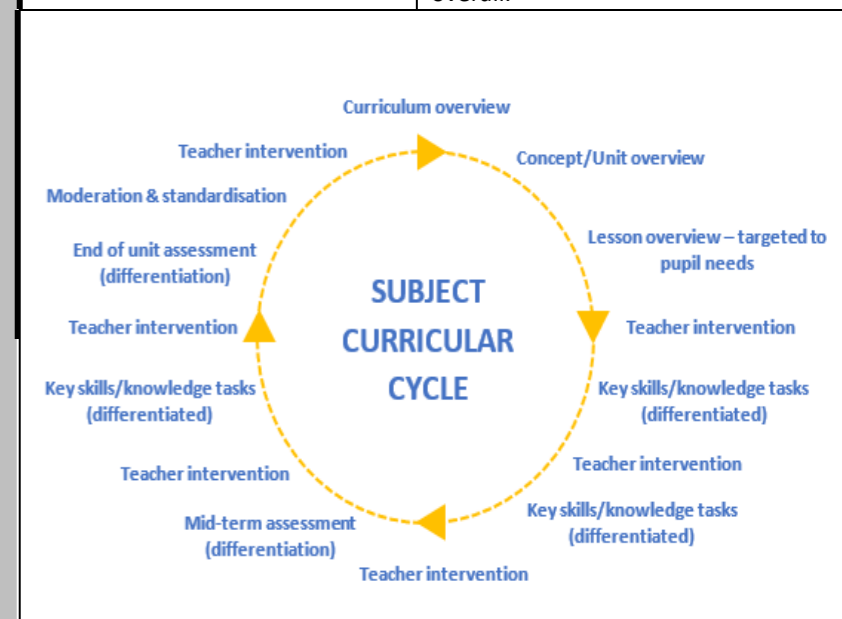 Curriculum overview
Concept/Unit overview
Lesson overview – targeted to
pupil needs
Teacher intervention
Key skills/knowledge tasks
(differentiated)
Teacher intervention
Key skills/knowledge tasks
(differentiated)
Teacher intervention
Mid-term assessment
(differentiation)
Teacher intervention
Key skills/knowledge tasks
(differentiated)
Teacher intervention
End of unit assessment
(differentiation)
Moderation & standardisation
Teacher intervention
SUBJECT
CURRICULAR
CYCLE